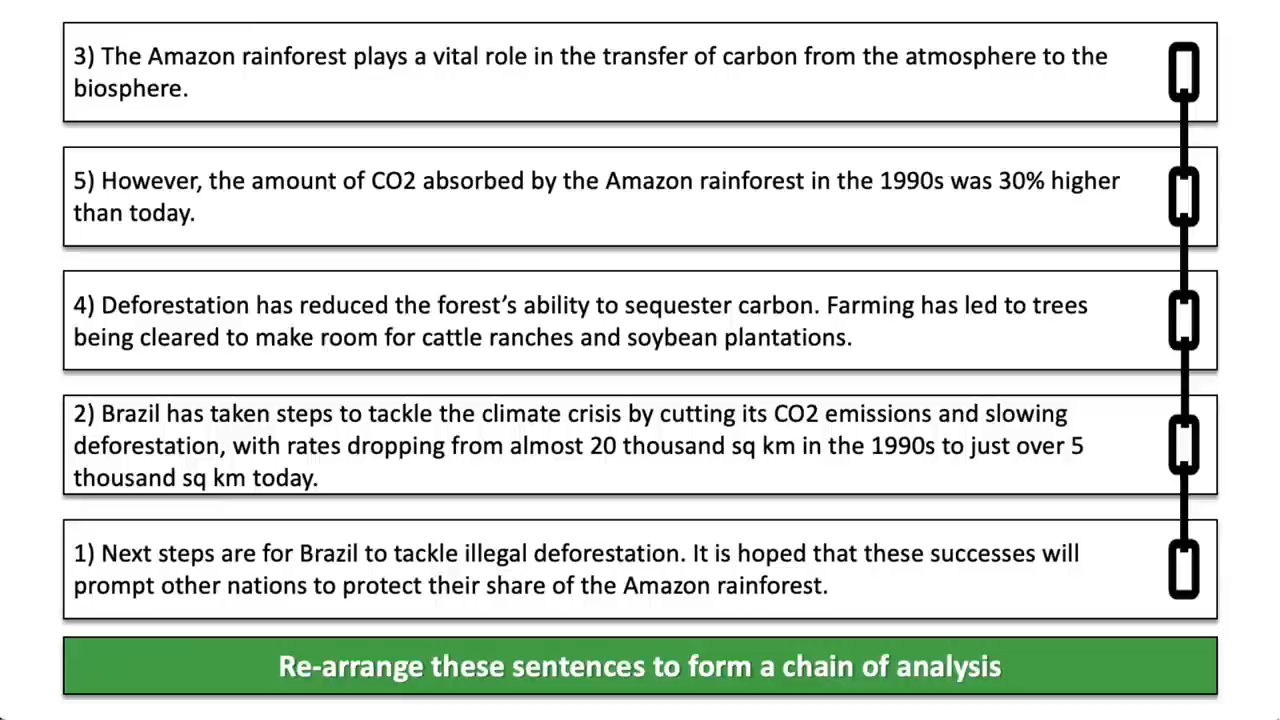 3) The Amazon rainforest plays a vital role in the transfer of carbon from the atmosphere to the
biosphere.
5) However, the amount of CO2 absorbed by the Amazon rainforest in the 1990s was 30% higher
than today.
4) Deforestation has reduced the forest’s ability to sequester carbon. Farming has led to trees
being cleared to make room for cattle ranches and soybean plantations.
2) Brazil has taken steps to tackle the climate crisis by cutting its CO2 emissions and slowing
deforestation, with rates dropping from almost 20 thousand sq km in the 1990s to just over 5
thousand sq km today.
1) Next steps are for Brazil to tackle illegal deforestation. It is hoped that these successes will
prompt other nations to protect their share of the Amazon rainforest.
Re-arrange these sentences to form a chain of analysis